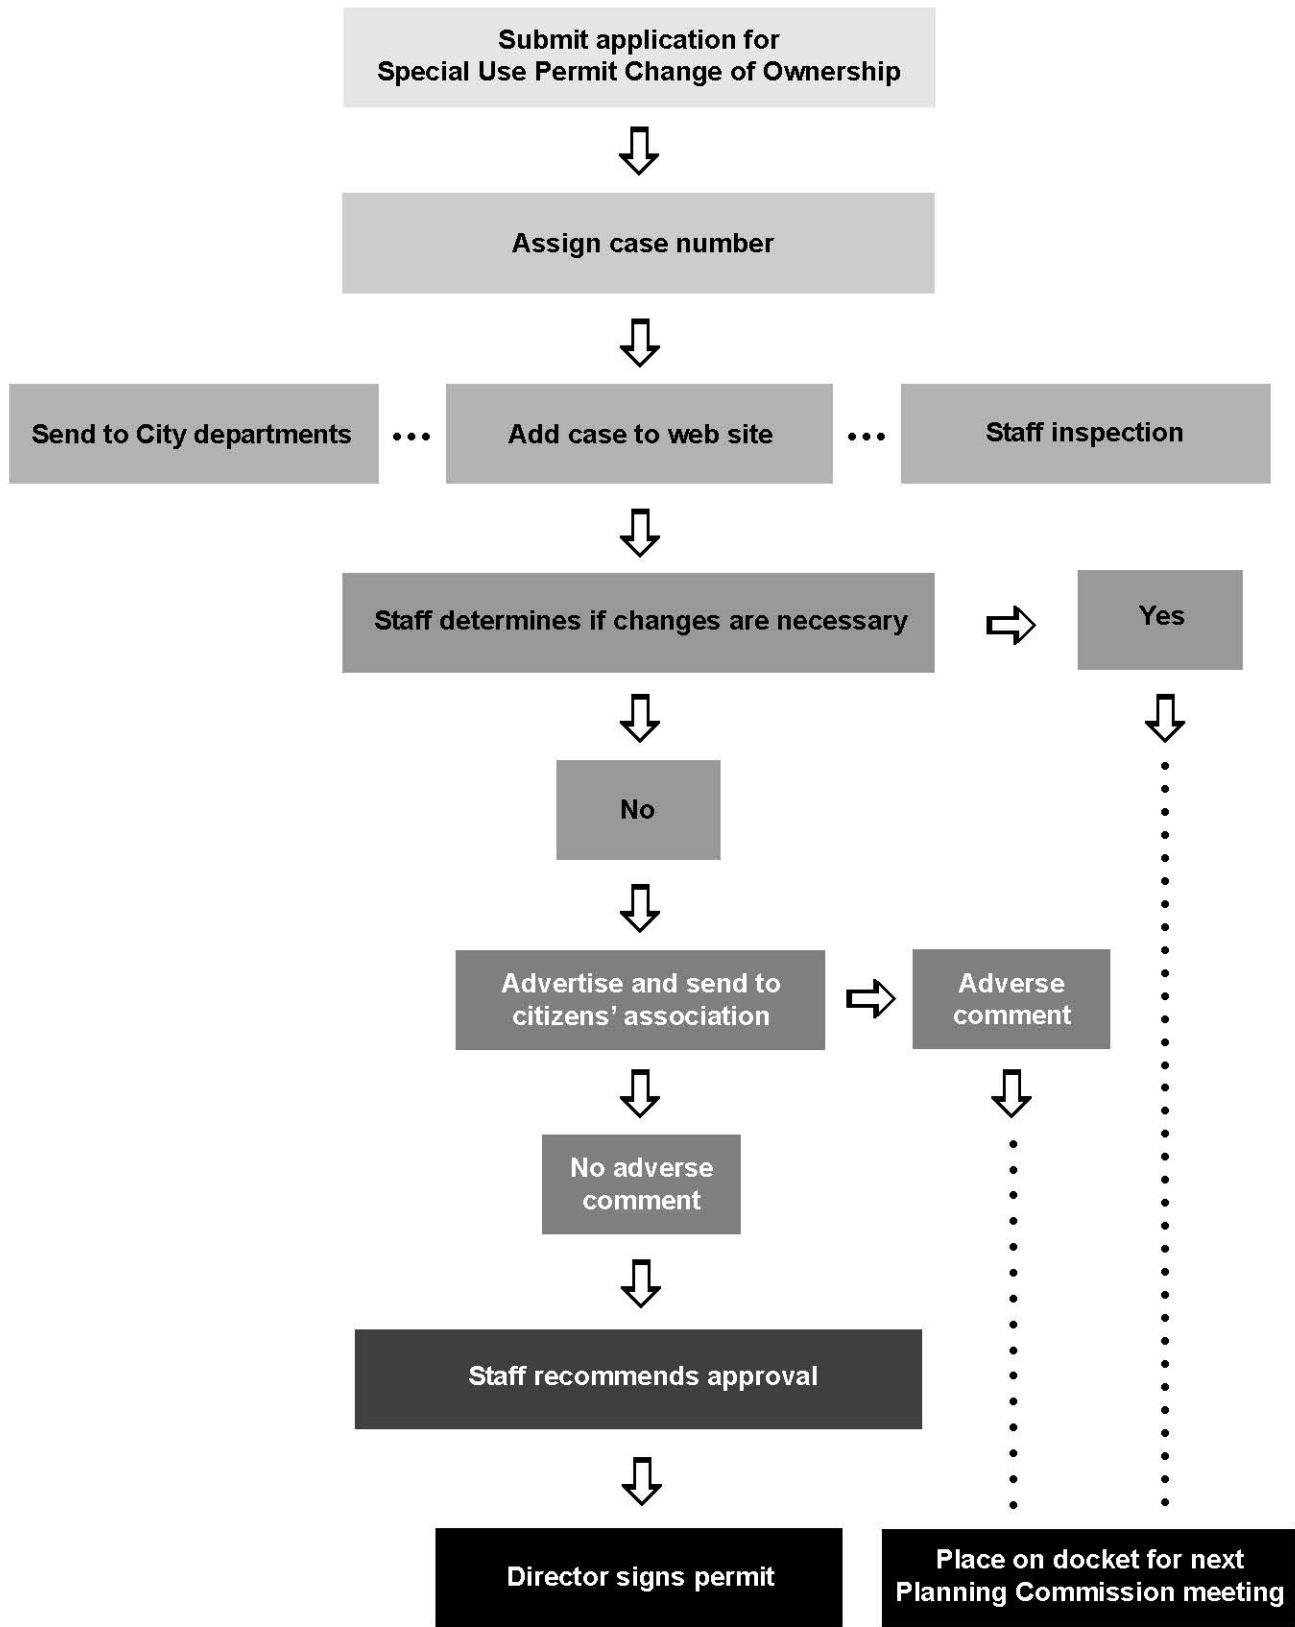 Submit application for
Special Use Permit Change of Ownership
Assign case number
Send to City departments
Add case to web site
Staff inspection
Staff determines if changes are necessary
Yes
No
Advertise and send to
citizens’ association
Adverse
comment
No adverse
comment
Staff recommends approval
Director signs permit
Place on docket for next
Planning Commission meeting